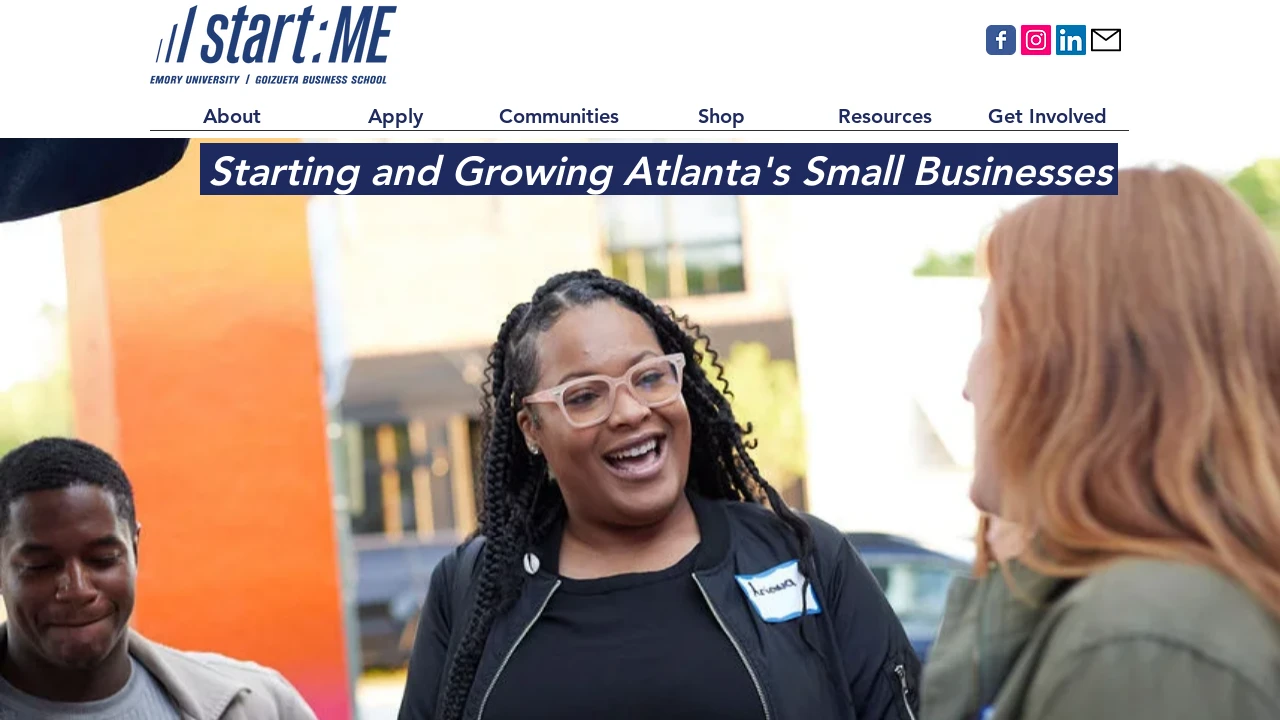 start:ME
EMORY UNIVERSITY | GOIZUETA BUSINESS SCHOOL
About Apply Communities Shop Resources Get Involved
Starting and Growing Atlanta's Small Businesses